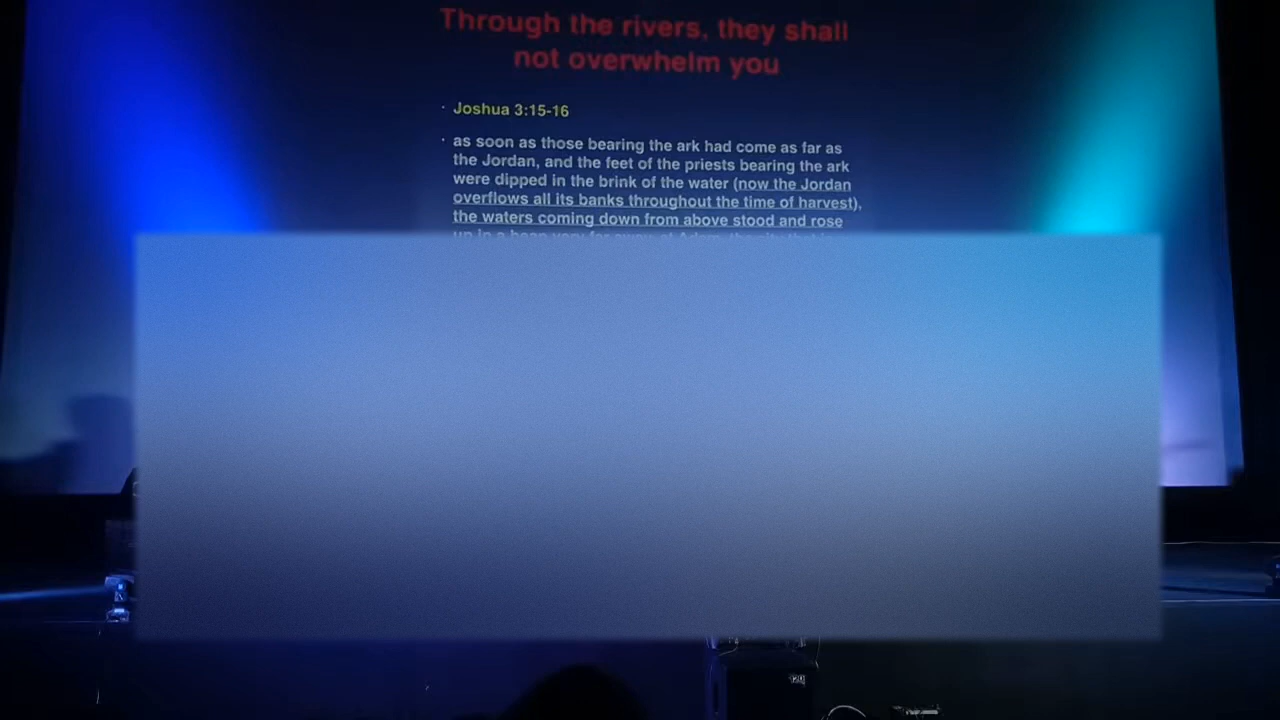 Through the rivers, they shall
not overwhelm you
· Joshua 3:15-16
· as soon as those bearing the ark had come as far as
the Jordan, and the feet of the priests bearing the ark
were dipped in the brink of the water (now the Jordan
overflows all its banks throughout the time of harvest),
the waters coming down from above stood and rose